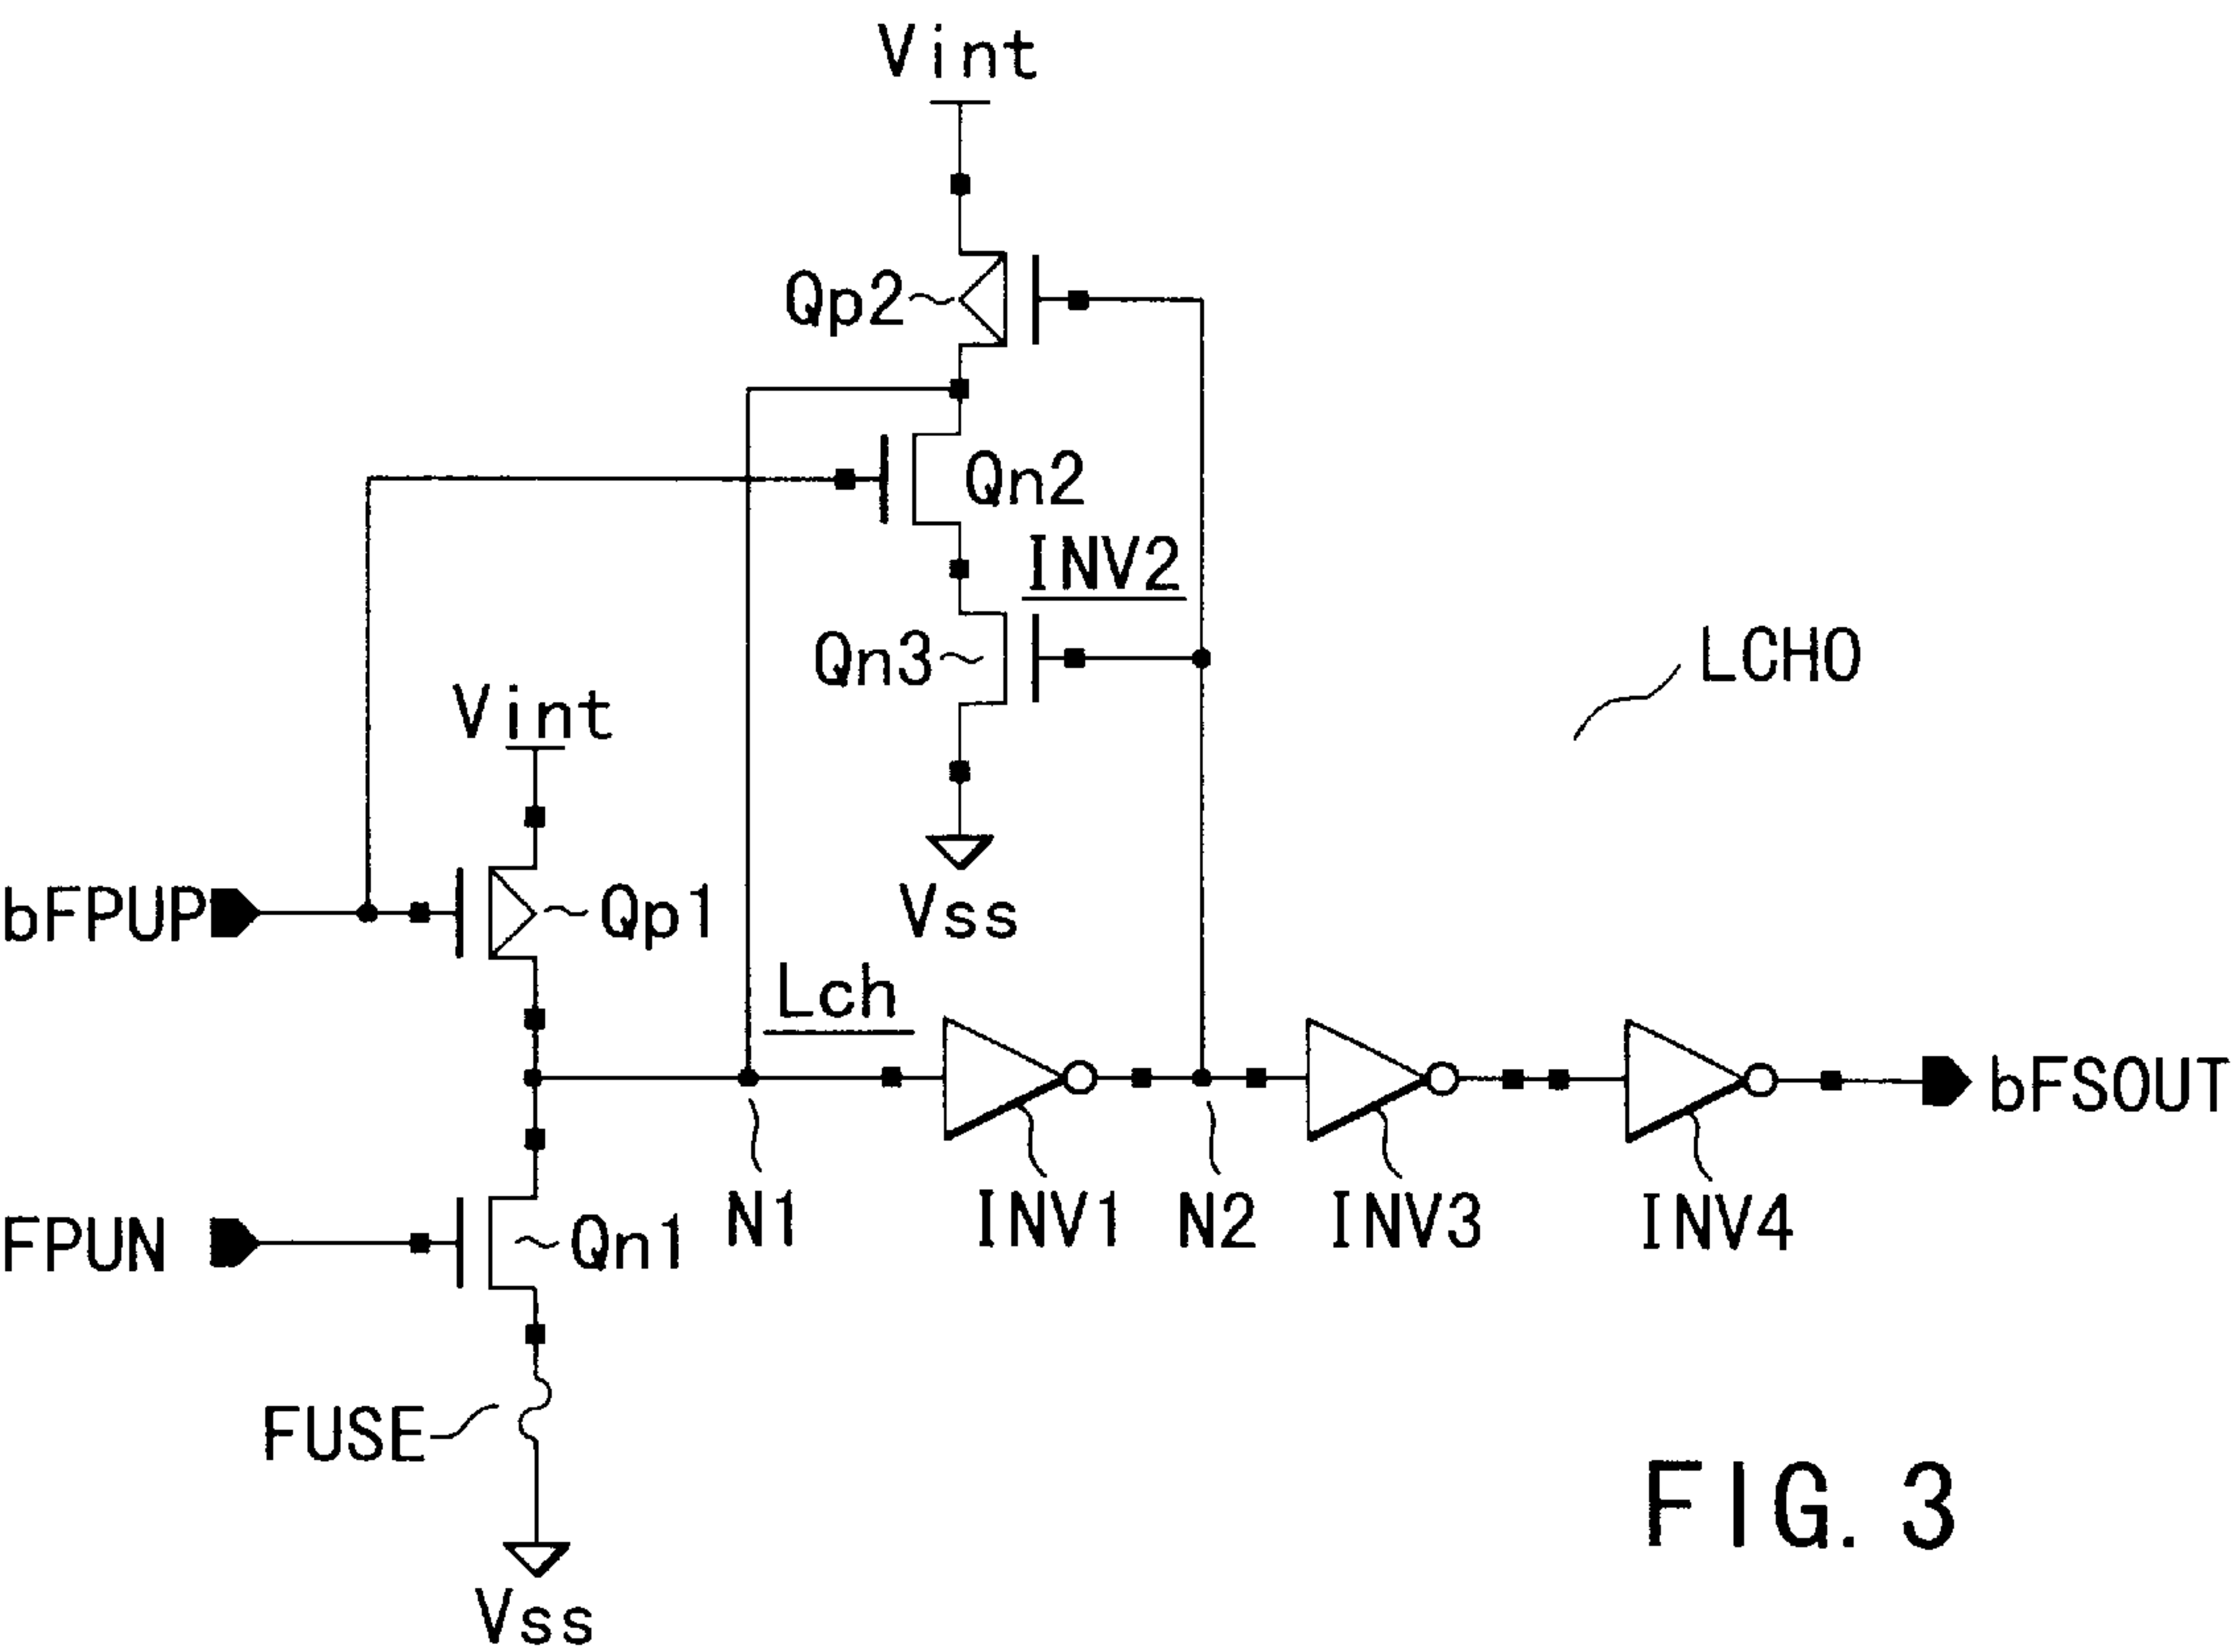 Vint
Qp2
Qn2
INV2
Qn3
LCHO
Vint
bFPUP
Qp1
Vss
Lch
bFSOUT
FPUN
Qn1
N1
INV1
N2
INV3
INV4
FUSE
Vss
FIG. 3